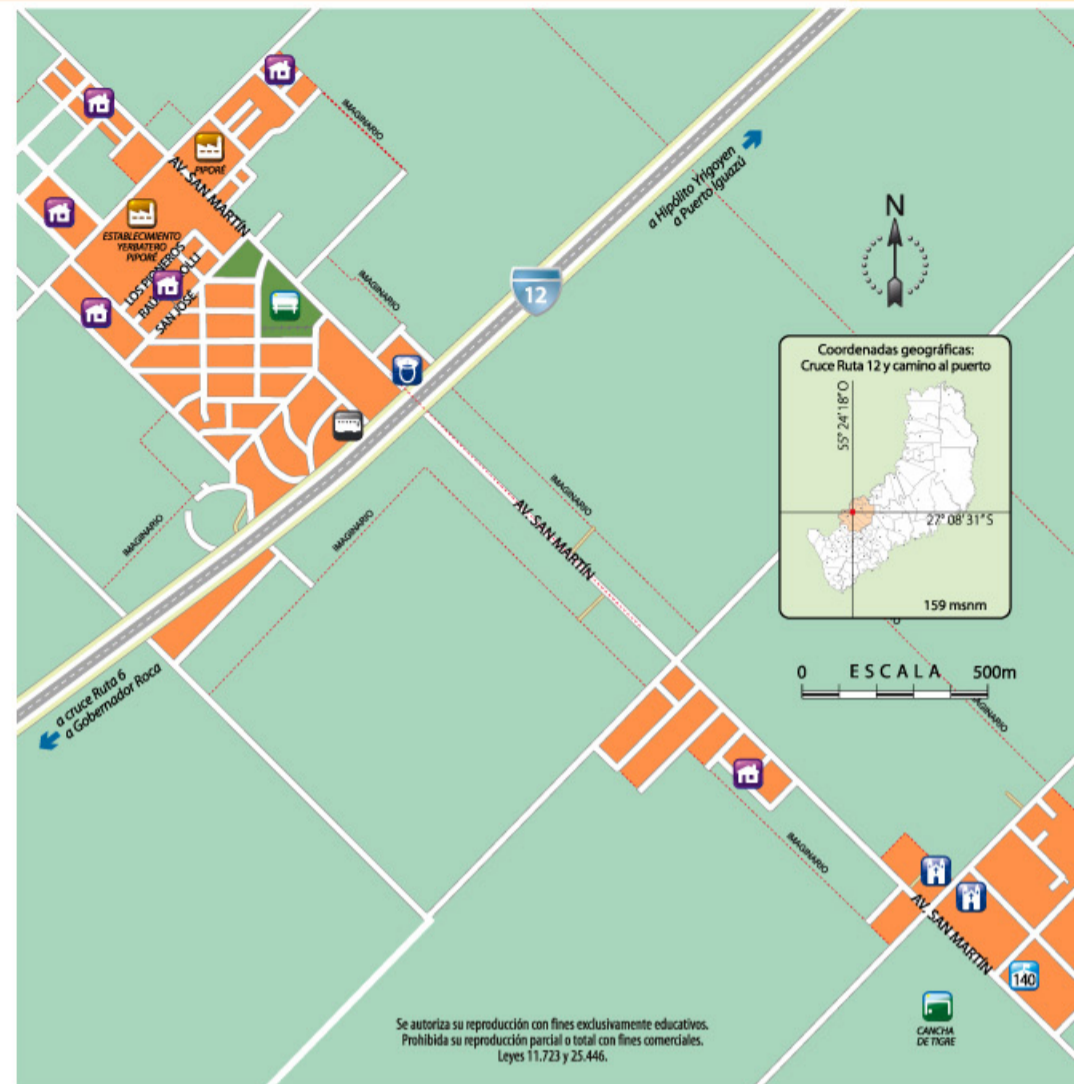 IMAGINARIO
PIPORÉ
AV. SAN MARTÍN
a Hipólito Yrigoyen
a Puerto Iguazú
N
ESTABLECIMIENTO
YERBATERO
PIPORÉ
LOS PIONEROS
SAN JOSÉ
IMAGINARIO
12
Coordenadas geográficas:
Cruce Ruta 12 y camino al puerto
55° 24' 18" O
27° 08' 31" S
159 msnm
IMAGINARIO
IMAGINARIO
IMAGINARIO
AV. SAN MARTÍN
0 ESCALA 500m
a cruce Ruta 6
a Gobernador Roca
IMAGINARIO
AV. SAN MARTÍN
140
CANCHA
DE TIGRE
Se autoriza su reproducción con fines exclusivamente educativos.
Prohibida su reproducción parcial o total con fines comerciales.
Leyes 11.723 y 25.446.